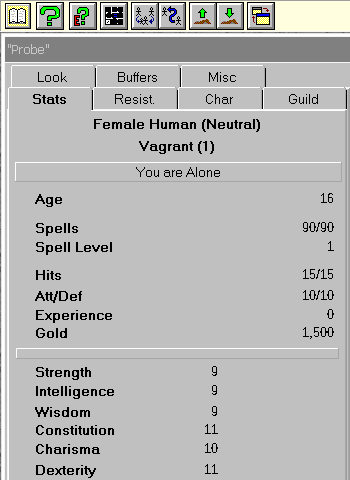 "Probe"
Look Buffers Misc
Stats Resist. Char Guild
Female Human (Neutral)
Vagrant (1)
You are Alone
Age 16
Spells 90/90
Spell Level 1
Hits 15/15
Att/Def 10/10
Experience 0
Gold 1,500
Strength 9
Intelligence 9
Wisdom 9
Constitution 11
Charisma 10
Dexterity 11